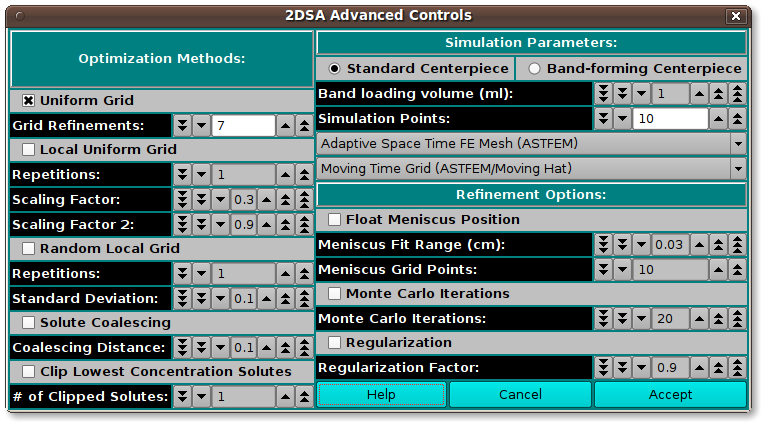 2DSA Advanced Controls
Optimization Methods:
Uniform Grid
Grid Refinements: 7
Local Uniform Grid
Repetitions: 1
Scaling Factor: 0.3
Scaling Factor 2: 0.9
Random Local Grid
Repetitions: 1
Standard Deviation: 0.1
Solute Coalescing
Coalescing Distance: 0.1
Clip Lowest Concentration Solutes
# of Clipped Solutes: 1
Simulation Parameters:
Standard Centerpiece Band-forming Centerpiece
Band loading volume (ml): 1
Simulation Points: 10
Adaptive Space Time FE Mesh (ASTFEM)
Moving Time Grid (ASTFEM/Moving Hat)
Refinement Options:
Float Meniscus Position
Meniscus Fit Range (cm): 0.03
Meniscus Grid Points: 10
Monte Carlo Iterations
Monte Carlo Iterations: 20
Regularization
Regularization Factor: 0.9
Help Cancel Accept